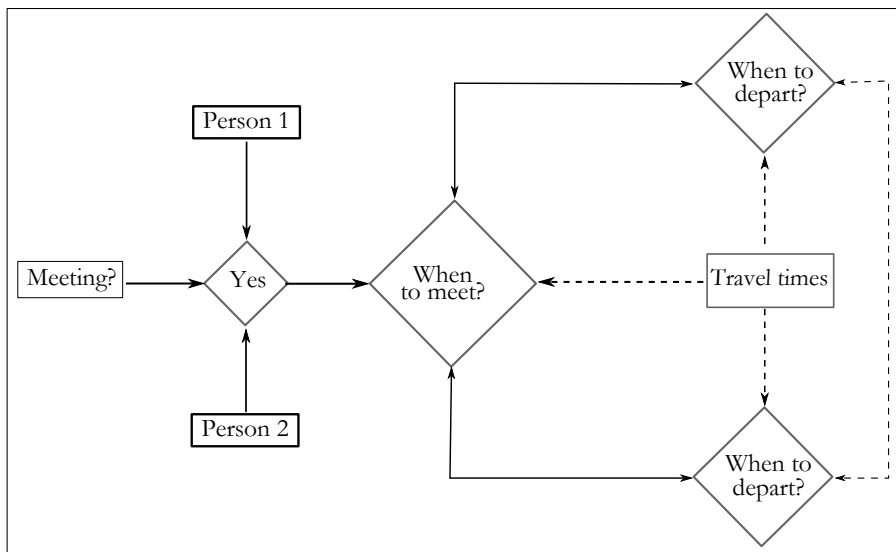 When to
depart?
Person 1
Meeting?
Yes
When
to meet?
Travel times
Person 2
When to
depart?